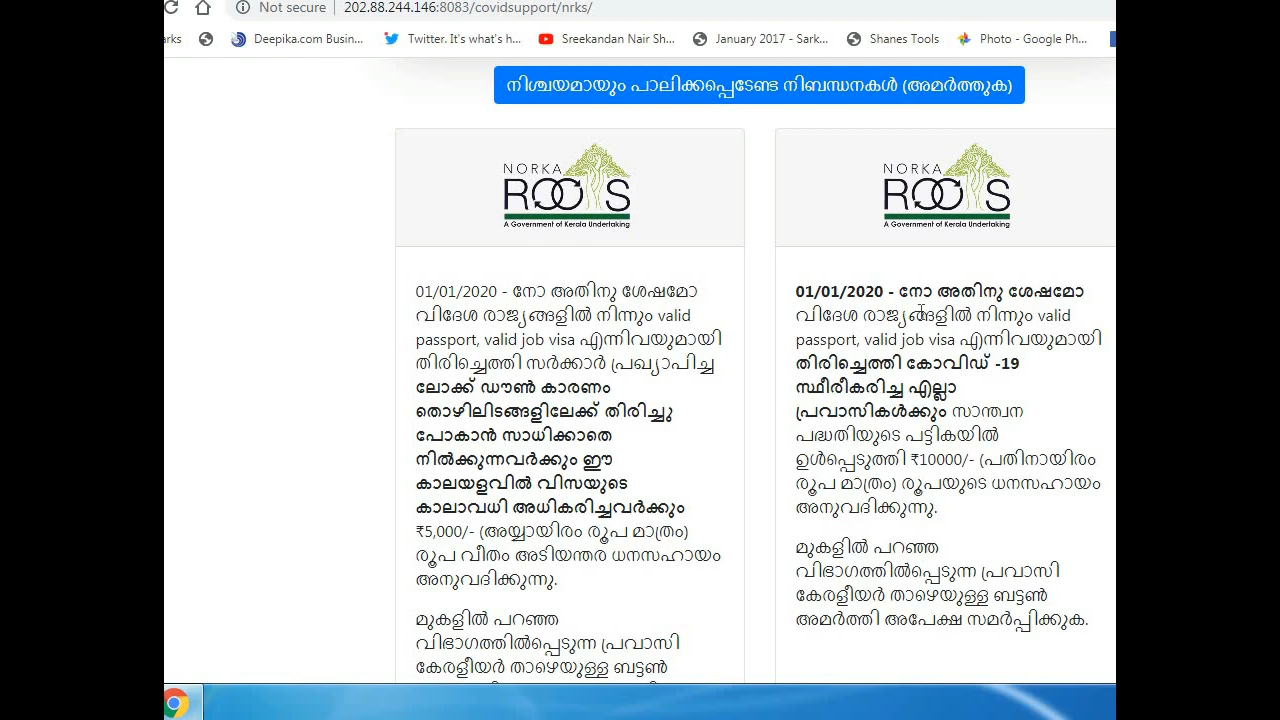 Not secure | 202.88.244.146:8083/covidsupport/nrks/
arks Deepika.com Busin... Twitter. It's what's h... Sreekandan Nair Sh... January 2017 - Sark... Shanes Tools Photo - Google Ph...
നിശ്ചയമായും പാലിക്കപ്പെടേണ്ട നിബന്ധനകൾ (അമർത്തുക)
NORKA
ROOTS
A Government of Kerala Undertaking
01/01/2020 - നോ അതിനു ശേഷമോ
വിദേശ രാജ്യങ്ങളിൽ നിന്നും valid
passport, valid job visa എന്നിവയുമായി
തിരിച്ചെത്തി സർക്കാർ പ്രഖ്യാപിച്ച
ലോക്ക് ഡൗൺ കാരണം
തൊഴിലിടങ്ങളിലേക്ക് തിരിച്ചു
പോകാൻ സാധിക്കാതെ
നിൽക്കുന്നവർക്കും ഈ
കാലയളവിൽ വിസയുടെ
കാലാവധി അധികരിച്ചവർക്കും
₹5,000/- (അയ്യായിരം രൂപ മാത്രം)
രൂപ വീതം അടിയന്തര ധനസഹായം
അനുവദിക്കുന്നു.
മുകളിൽ പറഞ്ഞ
വിഭാഗത്തിൽപ്പെടുന്ന പ്രവാസി
കേരളീയർ താഴെയുള്ള ബട്ടൺ
NORKA
ROOTS
A Government of Kerala Undertaking
01/01/2020 - നോ അതിനു ശേഷമോ
വിദേശ രാജ്യങ്ങളിൽ നിന്നും valid
passport, valid job visa എന്നിവയുമായി
തിരിച്ചെത്തി കോവിഡ് -19
സ്ഥീരീകരിച്ച എല്ലാ
പ്രവാസികൾക്കും സാന്ത്വന
പദ്ധതിയുടെ പട്ടികയിൽ
ഉൾപ്പെടുത്തി ₹10000/- (പതിനായിരം
രൂപ മാത്രം) രൂപയുടെ ധനസഹായം
അനുവദിക്കുന്നു.
മുകളിൽ പറഞ്ഞ
വിഭാഗത്തിൽപ്പെടുന്ന പ്രവാസി
കേരളീയർ താഴെയുള്ള ബട്ടൺ
അമർത്തി അപേക്ഷ സമർപ്പിക്കുക.